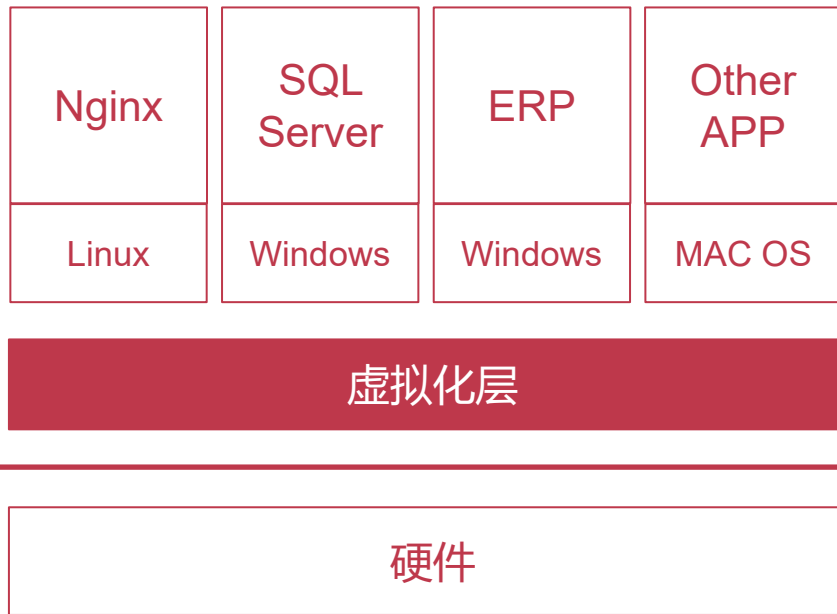 Nginx
SQL
Server
ERP
Other
APP
Linux
Windows
Windows
MAC OS
虚拟化层
硬件